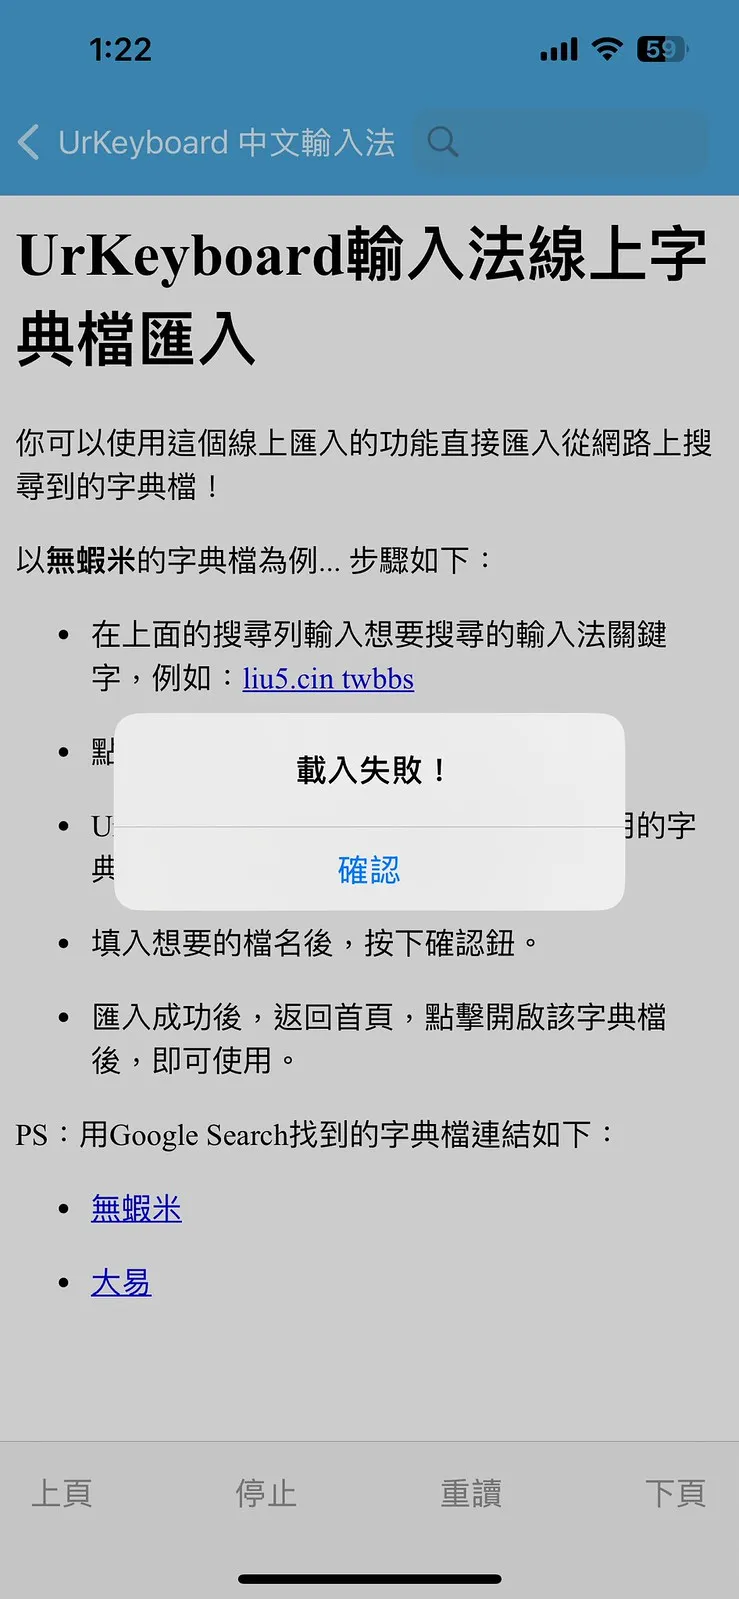 1:22
59
UrKeyboard 中文輸入法
UrKeyboard輸入法線上字
典檔匯入
你可以使用這個線上匯入的功能直接匯入從網路上搜
尋到的字典檔！
以無蝦米的字典檔為例... 步驟如下：
在上面的搜尋列輸入想要搜尋的輸入法關鍵
字，例如：liu5.cin twbbs
點
載入失敗！
U
的字
典
確認
填入想要的檔名後，按下確認鈕。
匯入成功後，返回首頁，點擊開啟該字典檔
後，即可使用。
PS：用Google Search找到的字典檔連結如下：
無蝦米
大易
上頁
停止
重讀
下頁